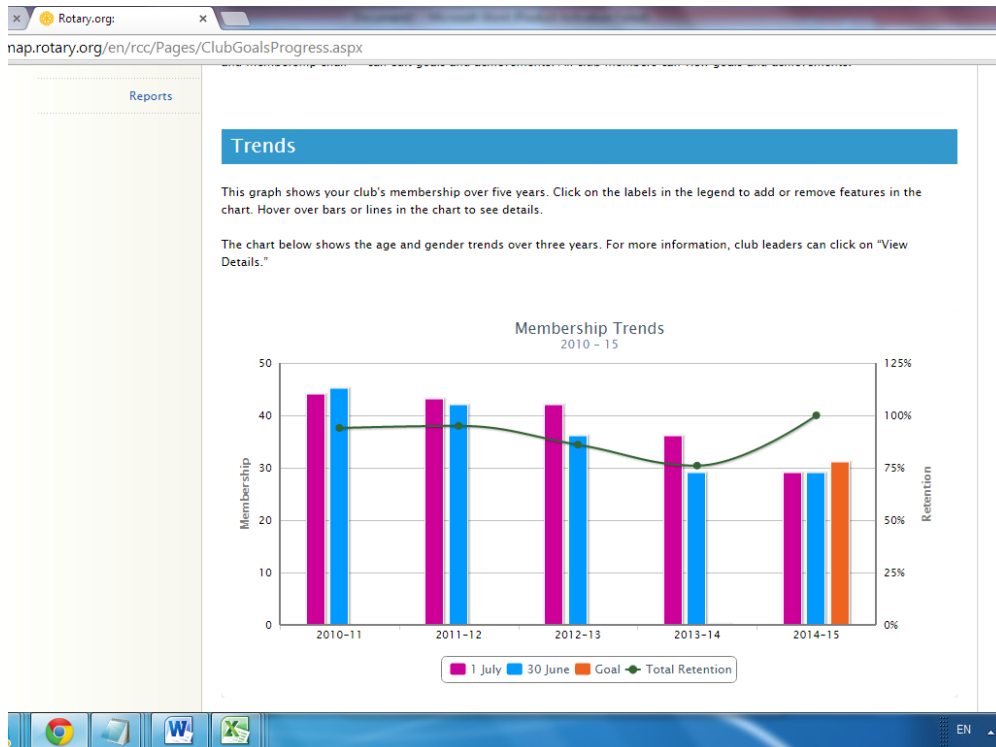 Rotary.org:
map.rotary.org/en/rcc/Pages/ClubGoalsProgress.aspx
Reports
Trends
This graph shows your club's membership over five years. Click on the labels in the legend to add or remove features in the
chart. Hover over bars or lines in the chart to see details.
The chart below shows the age and gender trends over three years. For more information, club leaders can click on "View
Details."
Membership Trends
2010 – 15
50
40
30
20
10
0
Membership
125%
100%
75%
50%
25%
0%
Retention
2010–11
2011–12
2012–13
2013–14
2014–15
1 July 30 June Goal Total Retention
EN